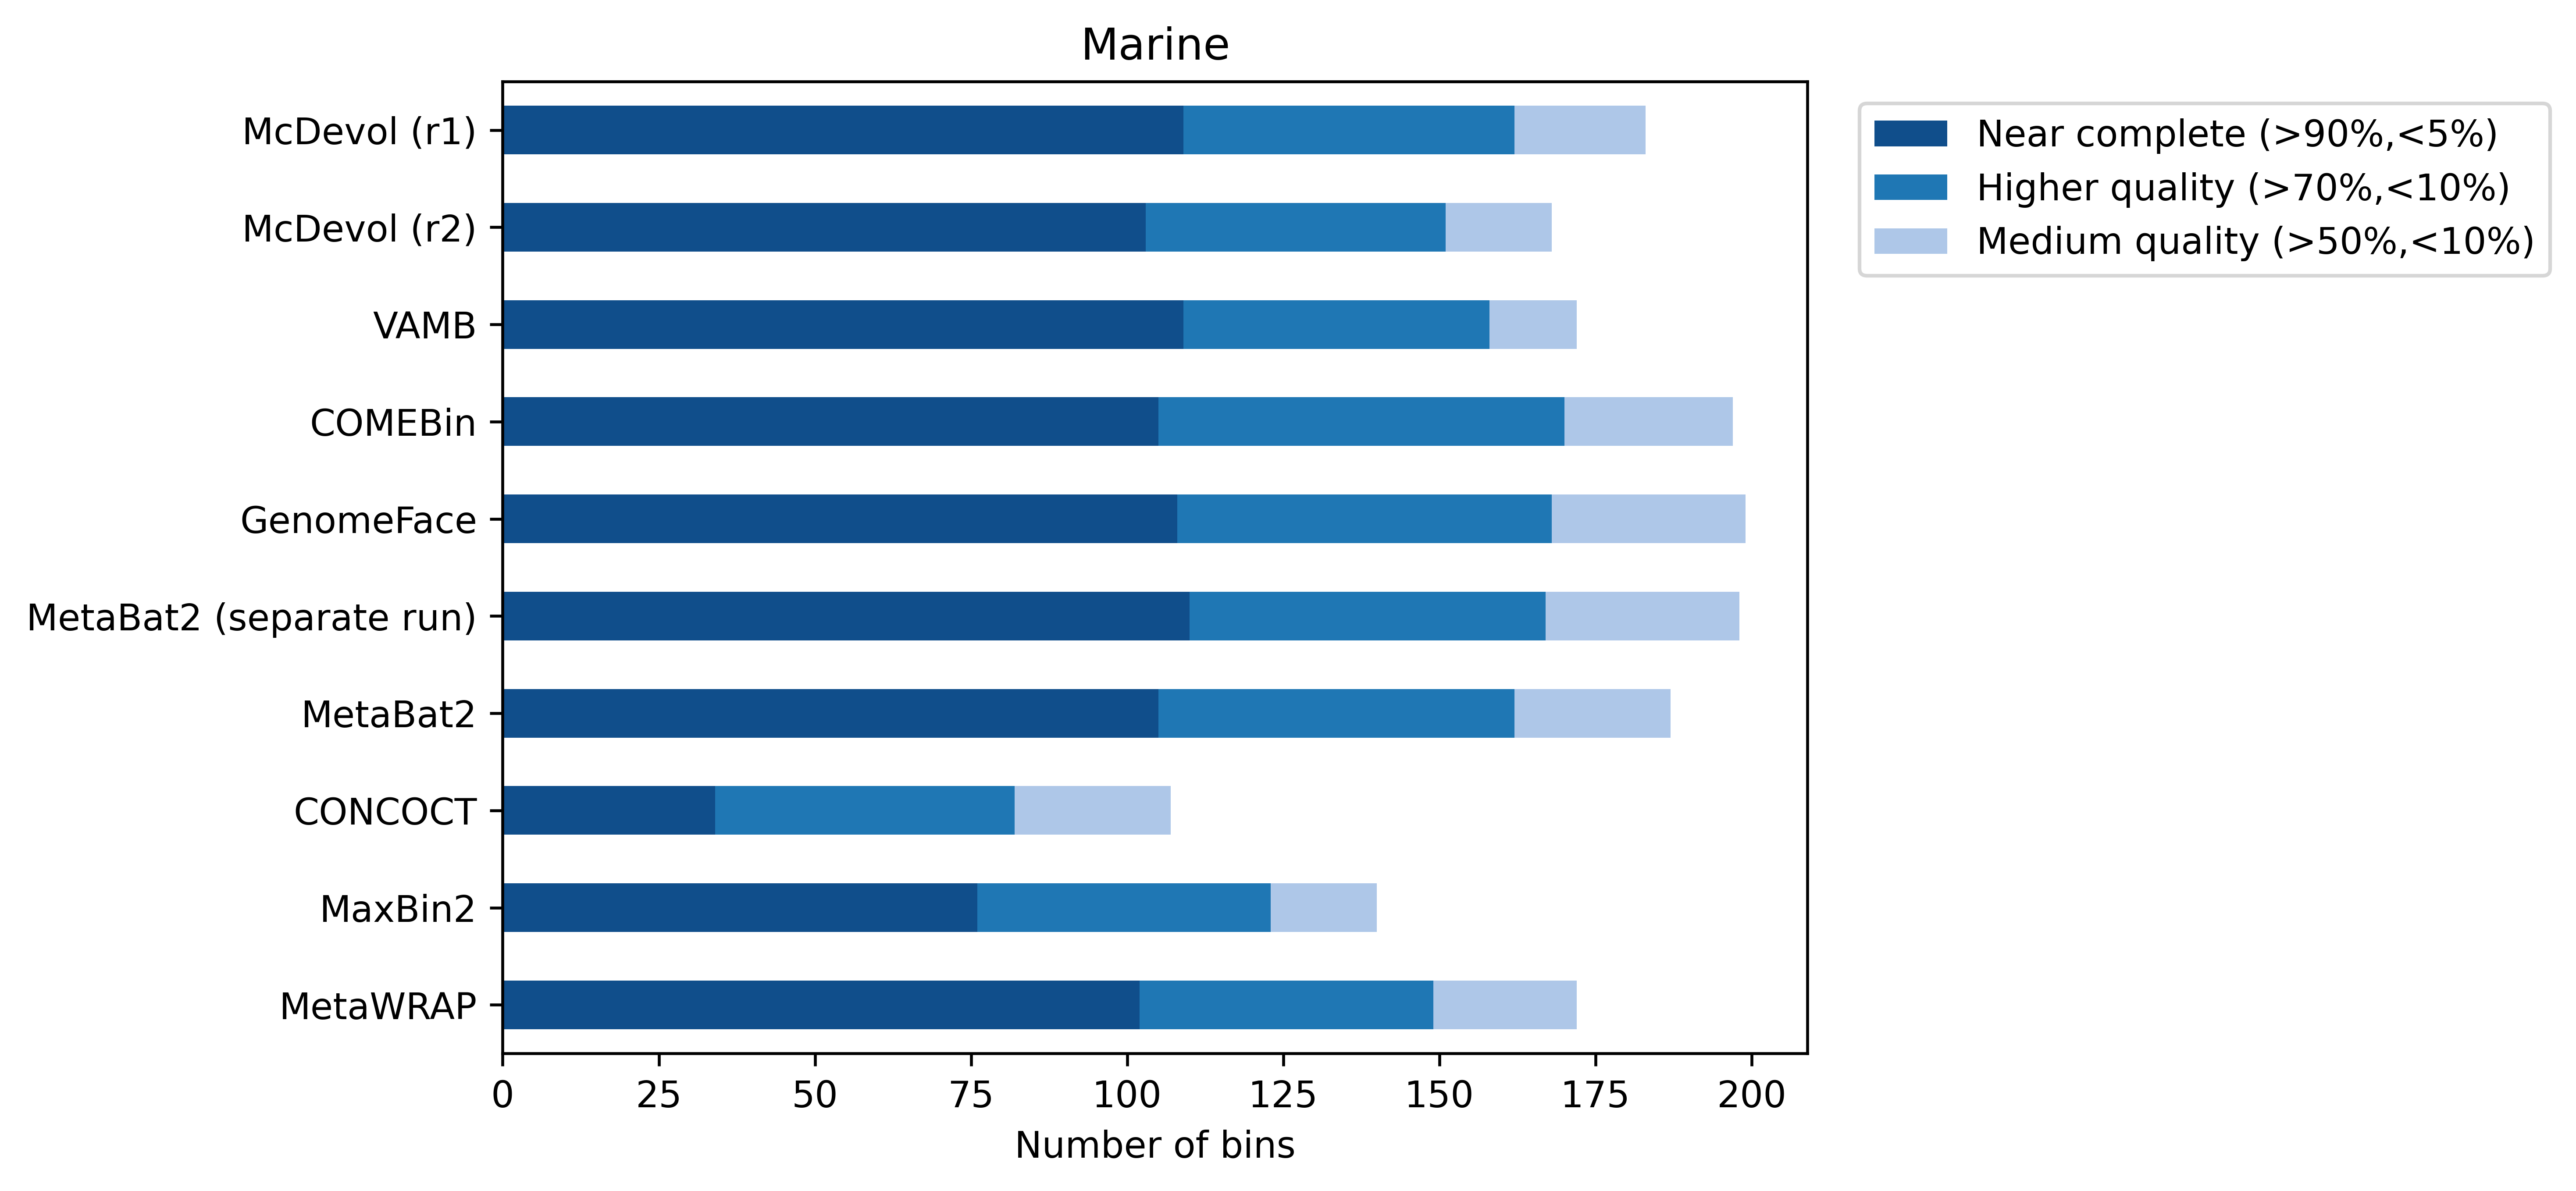 Marine
McDevol (r1)
McDevol (r2)
VAMB
COMEBin
GenomeFace
MetaBat2 (separate run)
MetaBat2
CONCOCT
MaxBin2
MetaWRAP
0 25 50 75 100 125 150 175 200
Number of bins
Near complete (>90%,<5%)
Higher quality (>70%,<10%)
Medium quality (>50%,<10%)